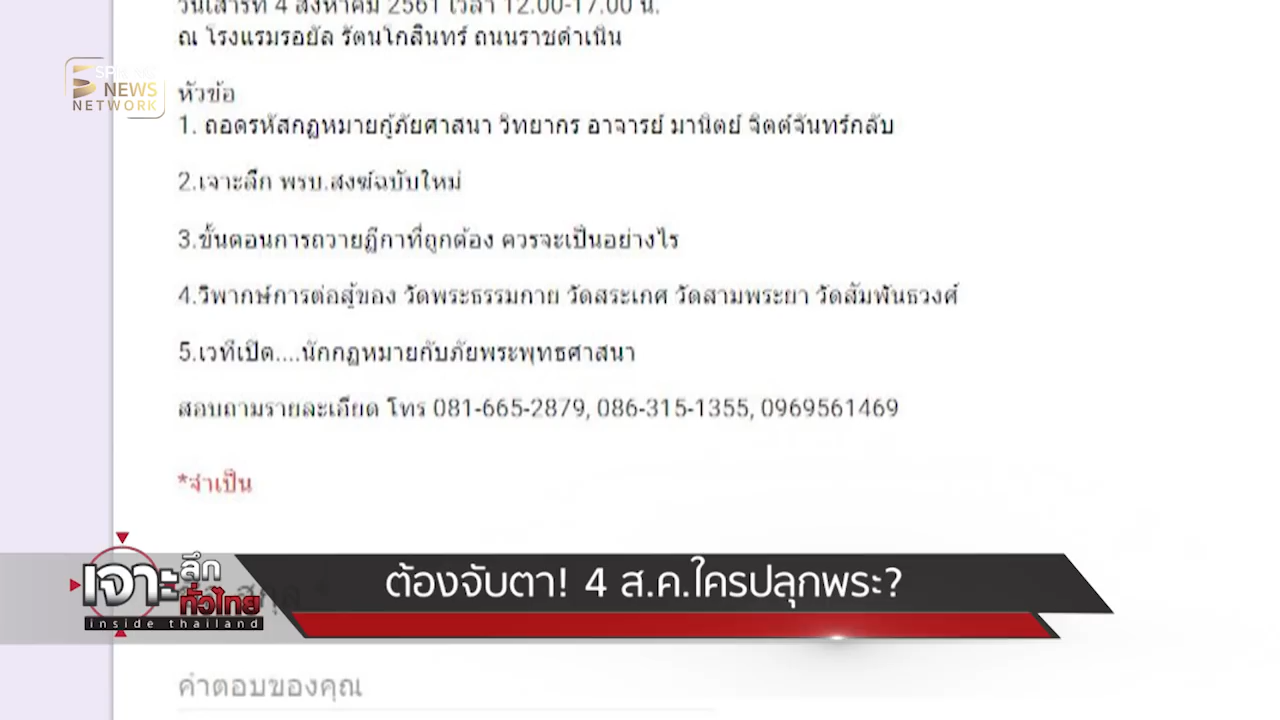 วันเสาร์ที่ 4 สิงหาคม 2561 เวลา 12.00-17.00 น.
ณ โรงแรมรอยัล รัตนโกสินทร์ ถนนราชดำเนิน
NEWS
NETWORK
หัวข้อ
1. ถอดรหัสกฎหมายกู้ภัยศาสนา วิทยากร อาจารย์ มานิตย์ จิตต์จันทร์กลับ
2.เจาะลึก พรบ.สงฆ์ฉบับใหม่
3.ขั้นตอนการถวายฎีกาที่ถูกต้อง ควรจะเป็นอย่างไร
4.วิพากษ์การต่อสู้ของ วัดพระธรรมกาย วัดสระเกศ วัดสามพระยา วัดสัมพันธวงศ์
5.เวทีเปิด....นักกฎหมายกับภัยพระพุทธศาสนา
สอบถามรายละเอียด โทร 081-665-2879, 086-315-1355, 0969561469
*จำเป็น
เจาะลึกทั่วไทย
inside thailand
ต้องจับตา! 4 ส.ค.ใครปลุกพระ?
คำตอบของคุณ